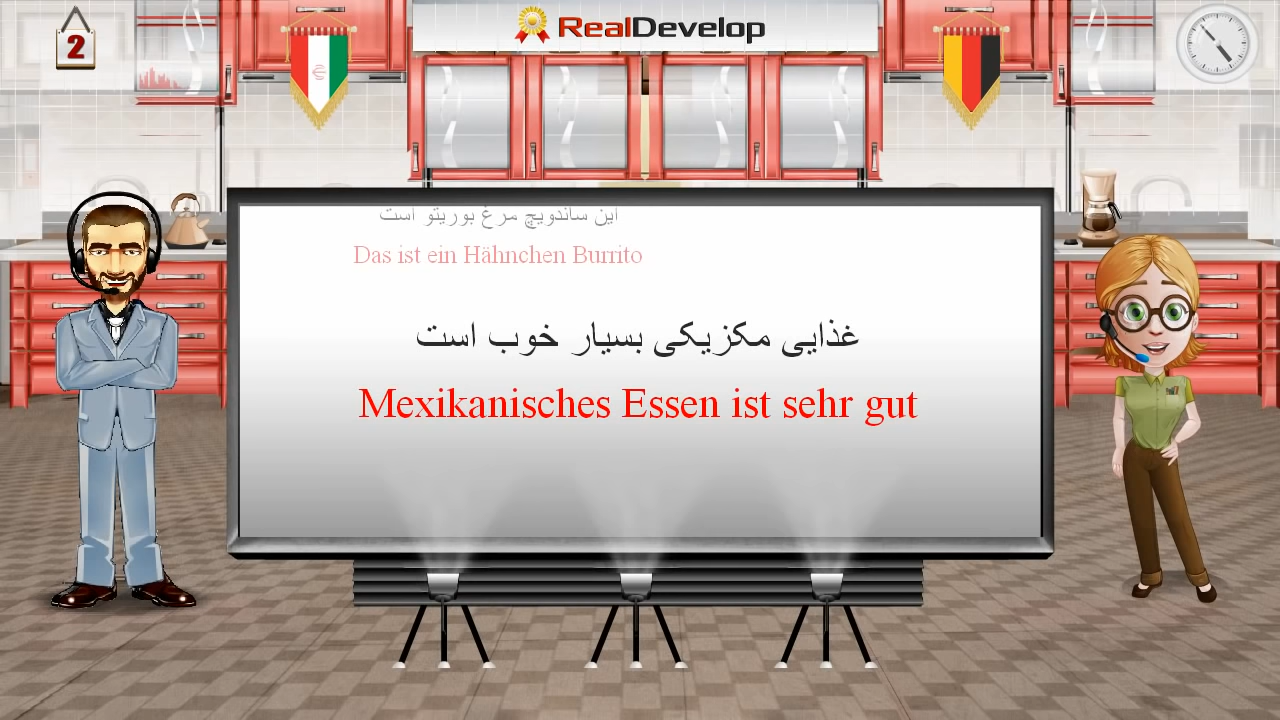 2
RealDevelop
این ساندویچ مرغ بوریتو است
Das ist ein Hähnchen Burrito
غذایی مکزیکی بسیار خوب است
Mexikanisches Essen ist sehr gut